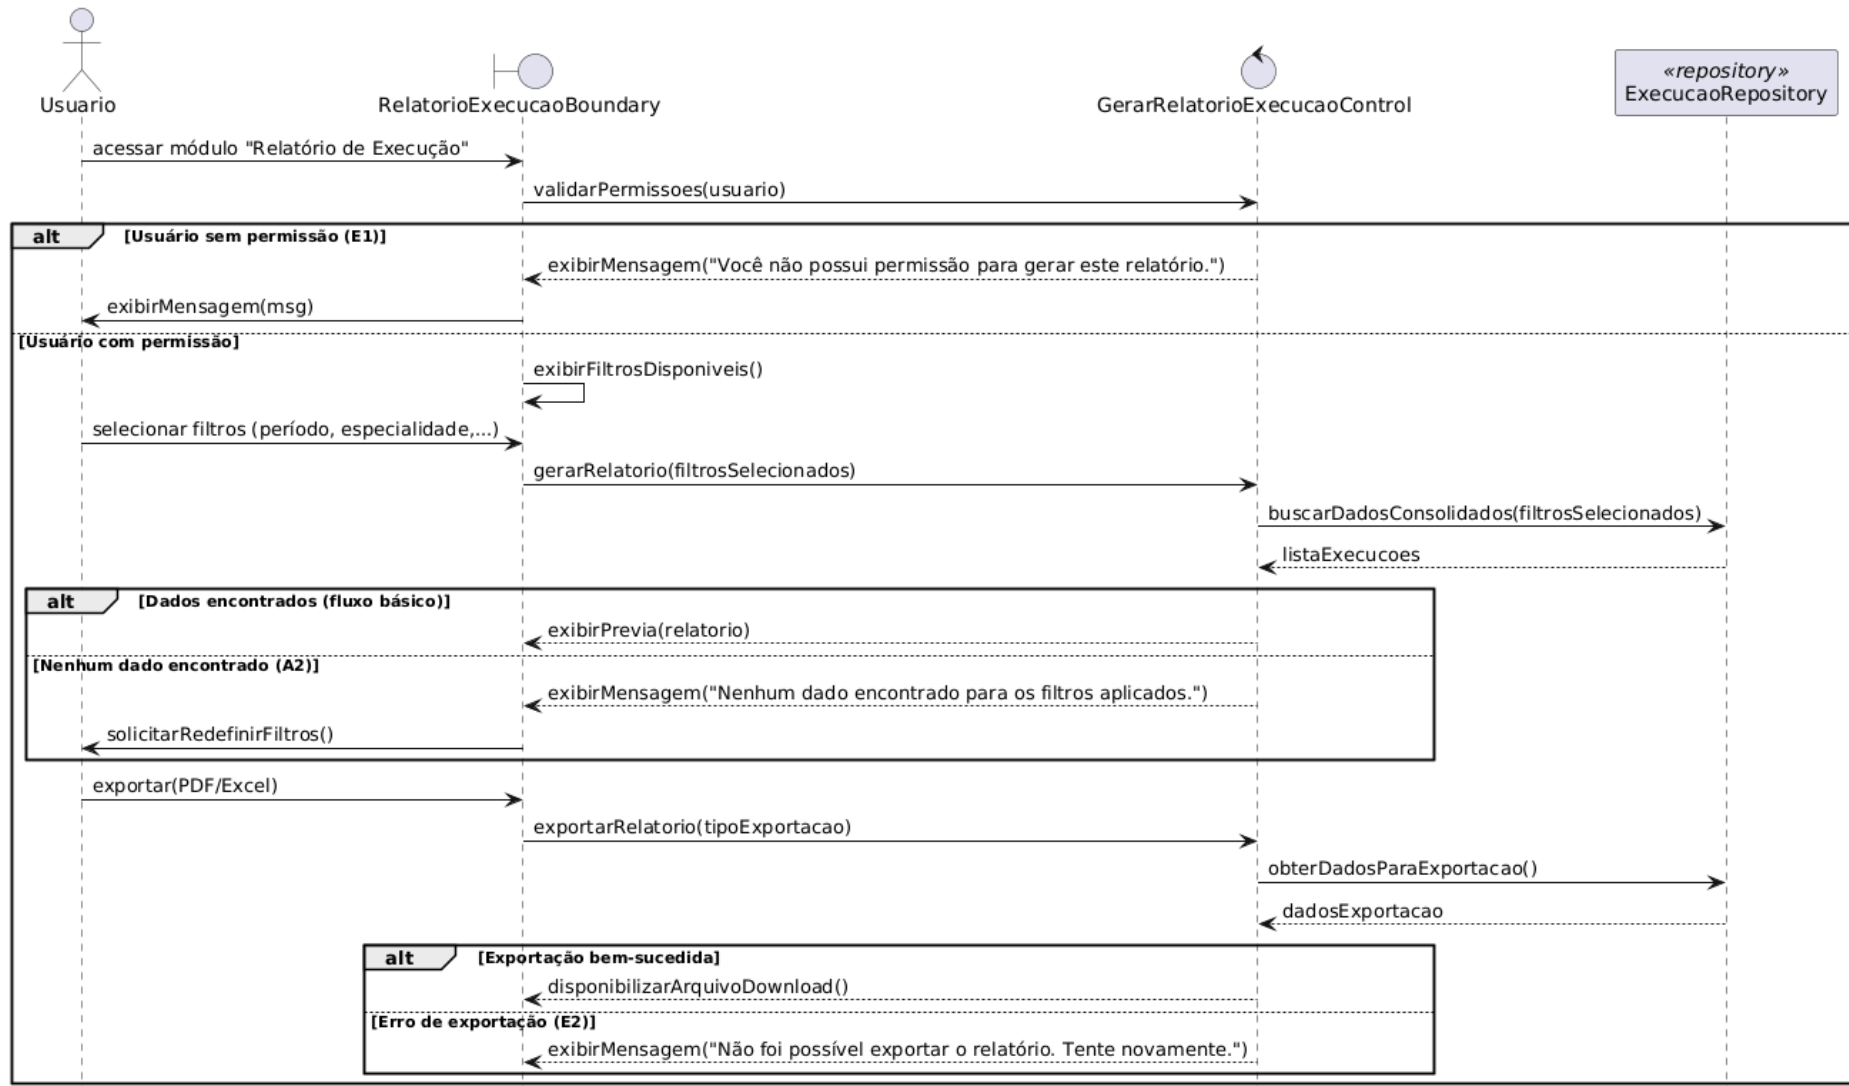 Usuario
RelatorioExecucaoBoundary
GerarRelatorioExecucaoControl
«repository»
ExecucaoRepository
acessar módulo "Relatório de Execução"
validarPermissoes(usuario)
alt
[Usuário sem permissão (E1)]
exibirMensagem("Você não possui permissão para gerar este relatório.")
exibirMensagem(msg)
[Usuário com permissão]
exibirFiltrosDisponiveis()
selecionar filtros (período, especialidade,...)
gerarRelatorio(filtrosSelecionados)
buscarDadosConsolidados(filtrosSelecionados)
listaExecucoes
alt
[Dados encontrados (fluxo básico)]
exibirPrevia(relatorio)
[Nenhum dado encontrado (A2)]
exibirMensagem("Nenhum dado encontrado para os filtros aplicados.")
solicitarRedefinirFiltros()
exportar(PDF/Excel)
exportarRelatorio(tipoExportacao)
obterDadosParaExportacao()
dadosExportacao
alt
[Exportação bem-sucedida]
disponibilizarArquivoDownload()
[Erro de exportação (E2)]
exibirMensagem("Não foi possível exportar o relatório. Tente novamente.")